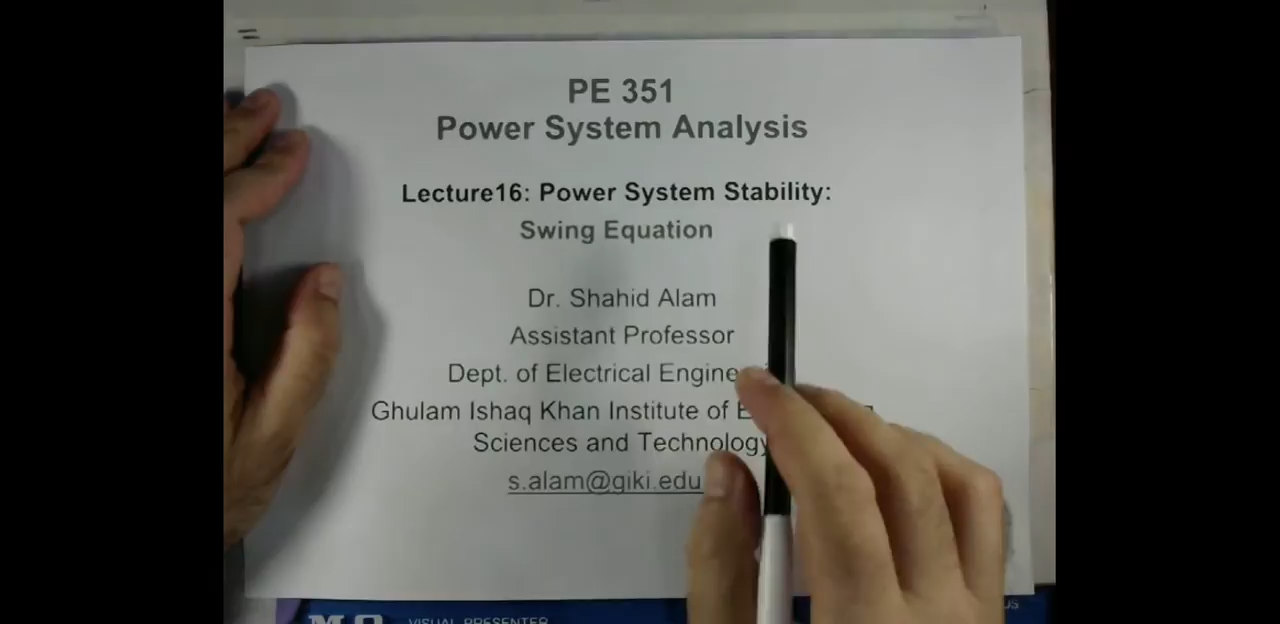 PE 351
Power System Analysis
Lecture16: Power System Stability:
Swing Equation
Dr. Shahid Alam
Assistant Professor
Dept. of Electrical
Ghulam Ishaq Khan Institute of
Sciences and Technology
s.alam@giki.edu
VISUAL PRESENTER